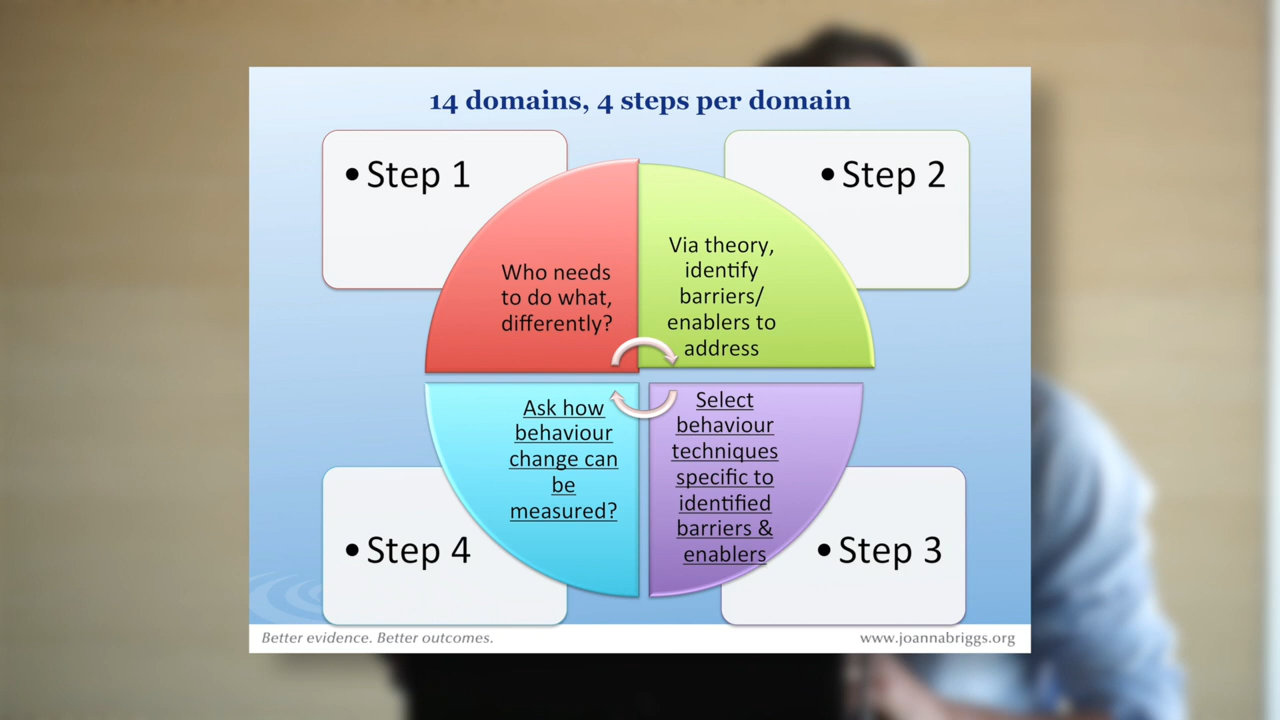 14 domains, 4 steps per domain
• Step 1
• Step 2
Who needs
to do what,
differently?
Via theory,
identify
barriers/
enablers to
address
Select
behaviour
techniques
specific to
identified
barriers &
enablers
Ask how
behaviour
change can
be
measured?
• Step 4
• Step 3
Better evidence. Better outcomes.
www.joannabriggs.org